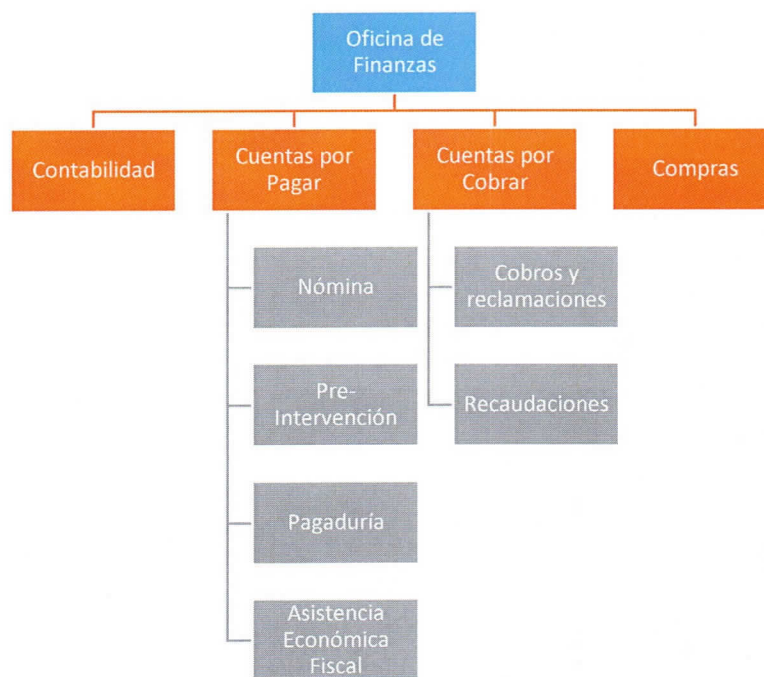 Oficina de
Finanzas
Contabilidad
Cuentas por
Pagar
Cuentas por
Cobrar
Compras
Nómina
Cobros y
reclamaciones
Pre-
Intervención
Recaudaciones
Pagaduría
Asistencia
Económica
Fiscal